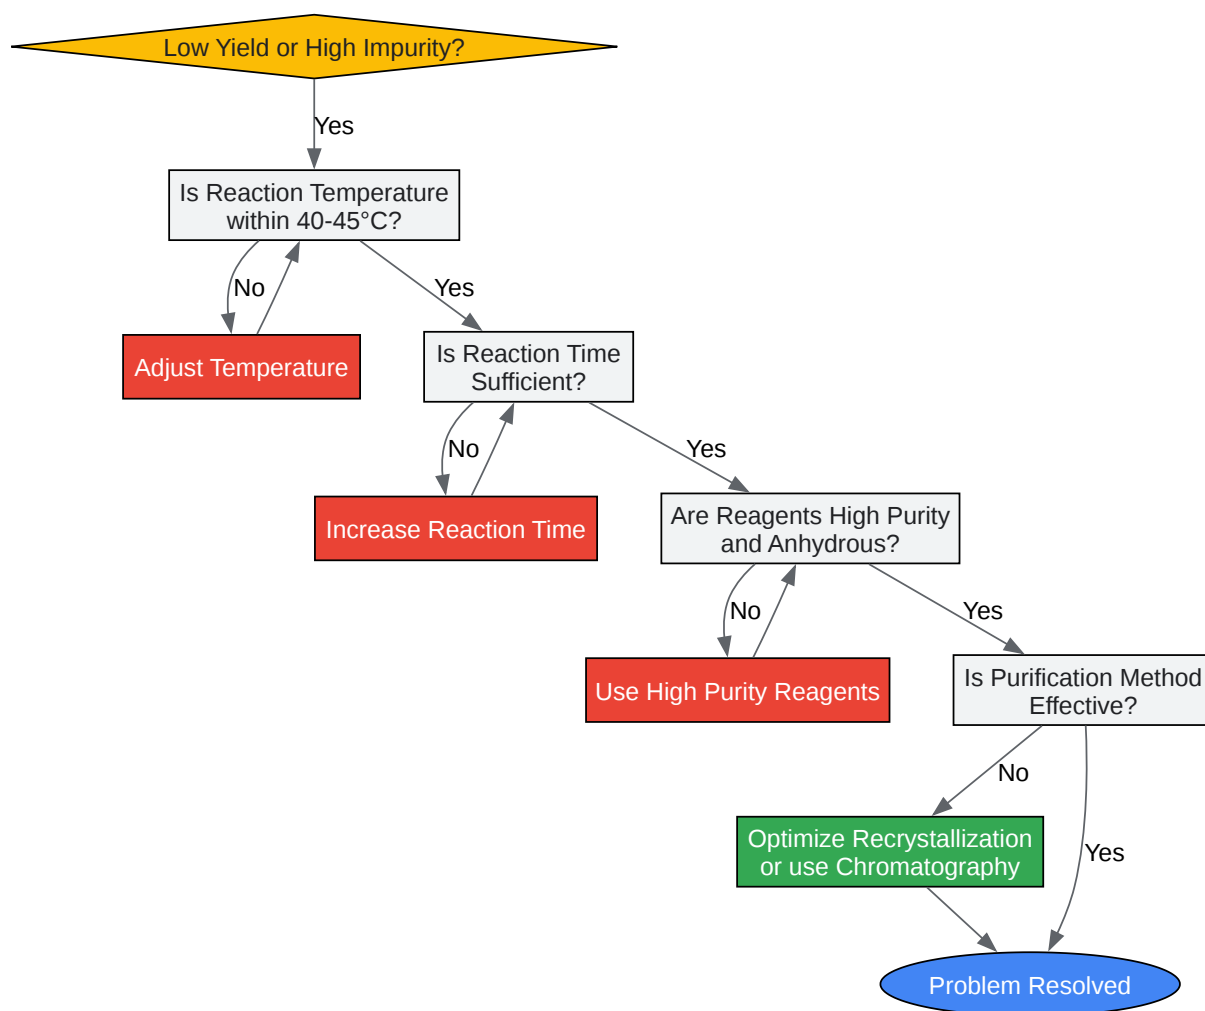 Low Yield or High Impurity?
Yes
Is Reaction Temperature
within 40-45°C?
No
Yes
Adjust Temperature
Is Reaction Time
Sufficient?
No
Yes
Increase Reaction Time
Are Reagents High Purity
and Anhydrous?
No
Yes
Use High Purity Reagents
Is Purification Method
Effective?
No
Optimize Recrystallization
or use Chromatography
Yes
Problem Resolved